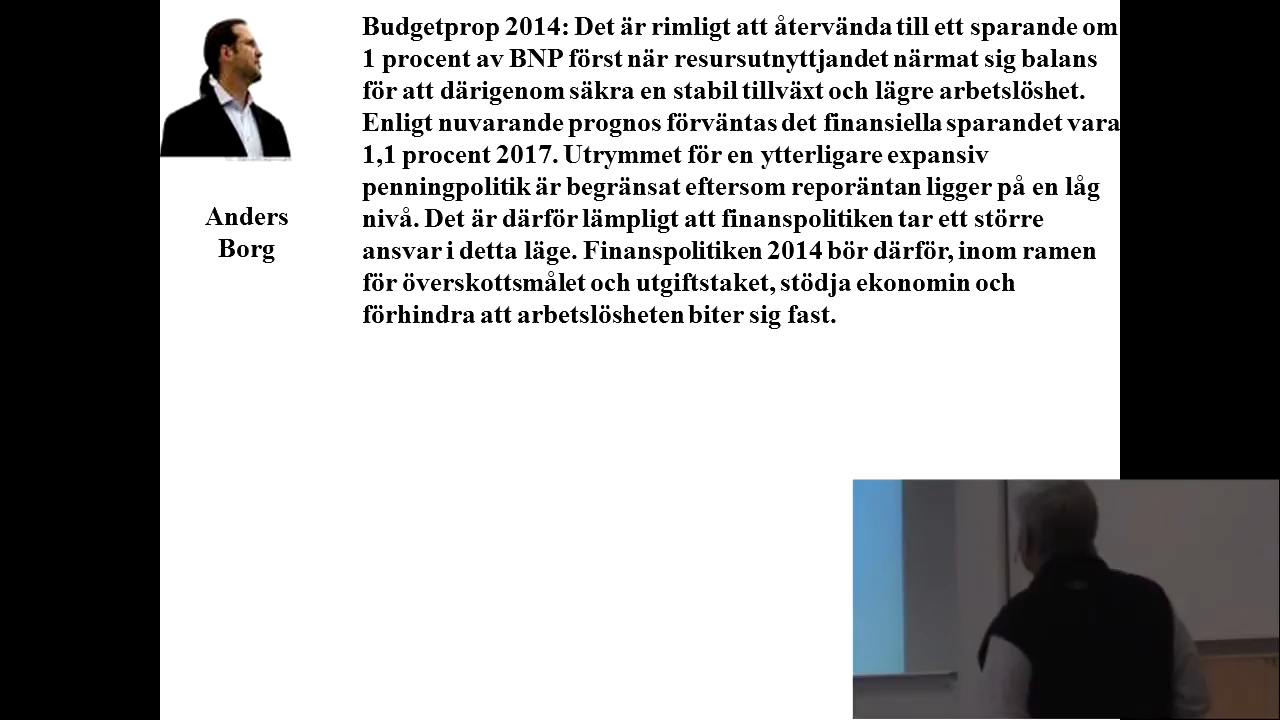 Budgetprop 2014: Det är rimligt att återvända till ett sparande om
1 procent av BNP först när resursutnyttjandet närmat sig balans
för att därigenom säkra en stabil tillväxt och lägre arbetslöshet.
Enligt nuvarande prognos förväntas det finansiella sparandet vara
1,1 procent 2017. Utrymmet för en ytterligare expansiv
penningpolitik är begränsat eftersom reporäntan ligger på en låg
nivå. Det är därför lämpligt att finanspolitiken tar ett större
ansvar i detta läge. Finanspolitiken 2014 bör därför, inom ramen
för överskottsmålet och utgiftstaket, stödja ekonomin och
förhindra att arbetslösheten biter sig fast.
Anders
Borg